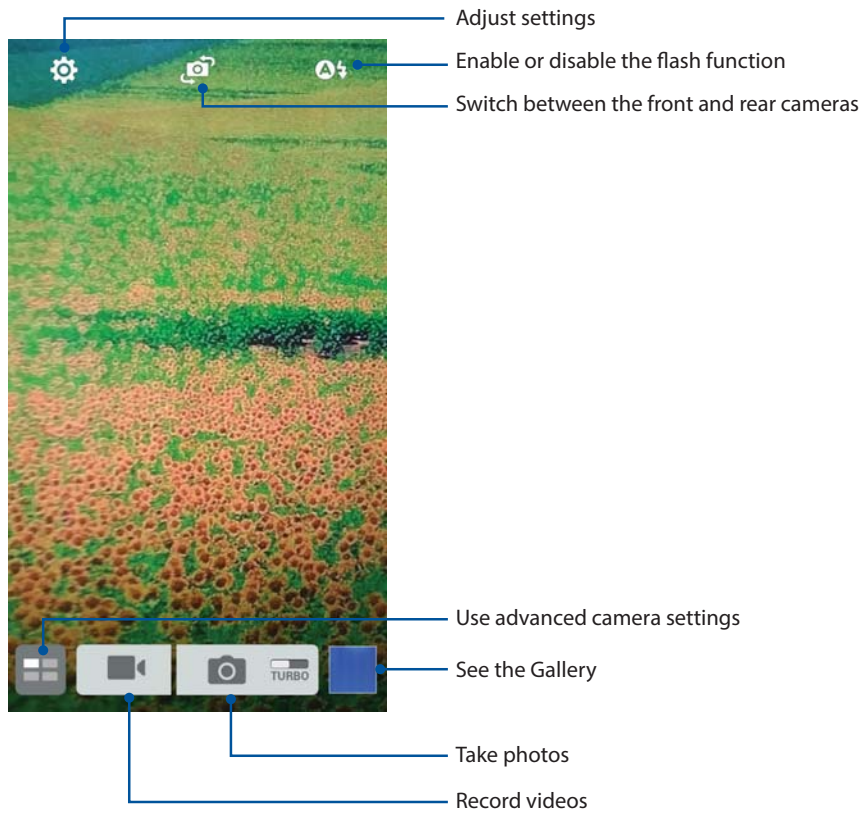 Adjust settings
Enable or disable the flash function
Switch between the front and rear cameras
A
Use advanced camera settings
See the Gallery
TURBO
Take photos
Record videos